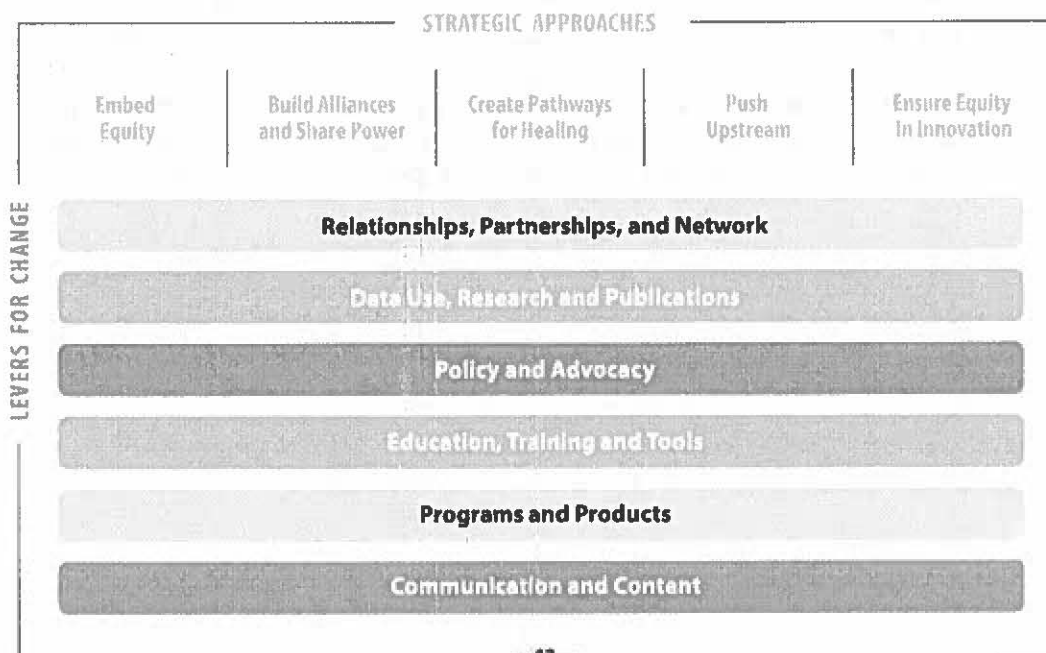 STRATEGIC APPROACHES
Embed
Equity
Build Alliances
and Share Power
Create Pathways
for Healing
Push
Upstream
Ensure Equity
in Innovation
LEVERS FOR CHANGE
Relationships, Partnerships, and Network
Data Use, Research and Publications
Policy and Advocacy
Education, Training and Tools
Programs and Products
Communication and Content